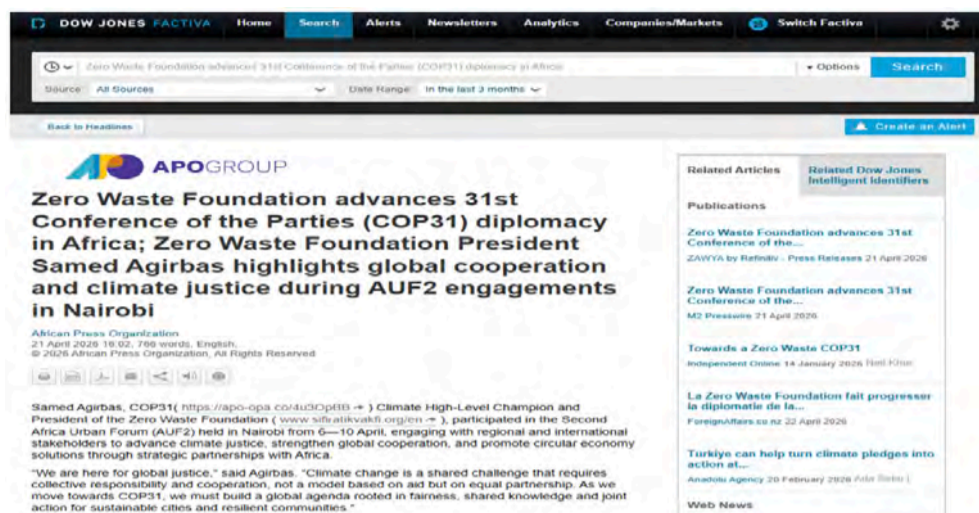 DOW JONES FACTIVA Home Search Alerts Newsletters Analytics Companies/Markets Switch Factiva
Zero Waste Foundation advances 31st Conference of the Parties (COP31) diplomacy in Africa
Options Search
Source All Sources Date Range In the last 3 months
Back to Headlines
Create an Alert
APOGROUP
Zero Waste Foundation advances 31st
Conference of the Parties (COP31) diplomacy
in Africa; Zero Waste Foundation President
Samed Agirbas highlights global cooperation
and climate justice during AUF2 engagements
in Nairobi
African Press Organization
21 April 2026 16:02, 766 words, English.
© 2026 African Press Organization, All Rights Reserved
Samed Agirbas, COP31( https://apo-opa.co/4u3OpBB ) Climate High-Level Champion and
President of the Zero Waste Foundation ( www.sifiratikvakfi.org/en ), participated in the Second
Africa Urban Forum (AUF2) held in Nairobi from 6—10 April, engaging with regional and international
stakeholders to advance climate justice, strengthen global cooperation, and promote circular economy
solutions through strategic partnerships with Africa.
"We are here for global justice," said Agirbas. "Climate change is a shared challenge that requires
collective responsibility and cooperation, not a model based on aid but on equal partnership. As we
move towards COP31, we must build a global agenda rooted in fairness, shared knowledge and joint
action for sustainable cities and resilient communities."
Related Articles
Related Dow Jones
Intelligent Identifiers
Publications
Zero Waste Foundation advances 31st
Conference of the...
ZAWYA by Refinitiv - Press Releases 21 April 2026
Zero Waste Foundation advances 31st
Conference of the...
M2 Presswire 21 April 2026
Towards a Zero Waste COP31
Independent Online 14 January 2026
La Zero Waste Foundation fait progresser
la diplomatie de la...
ForeignAffairs.co.nz 22 April 2026
Turkiye can help turn climate pledges into
action at...
Anadolu Agency 20 February 2026
Web News